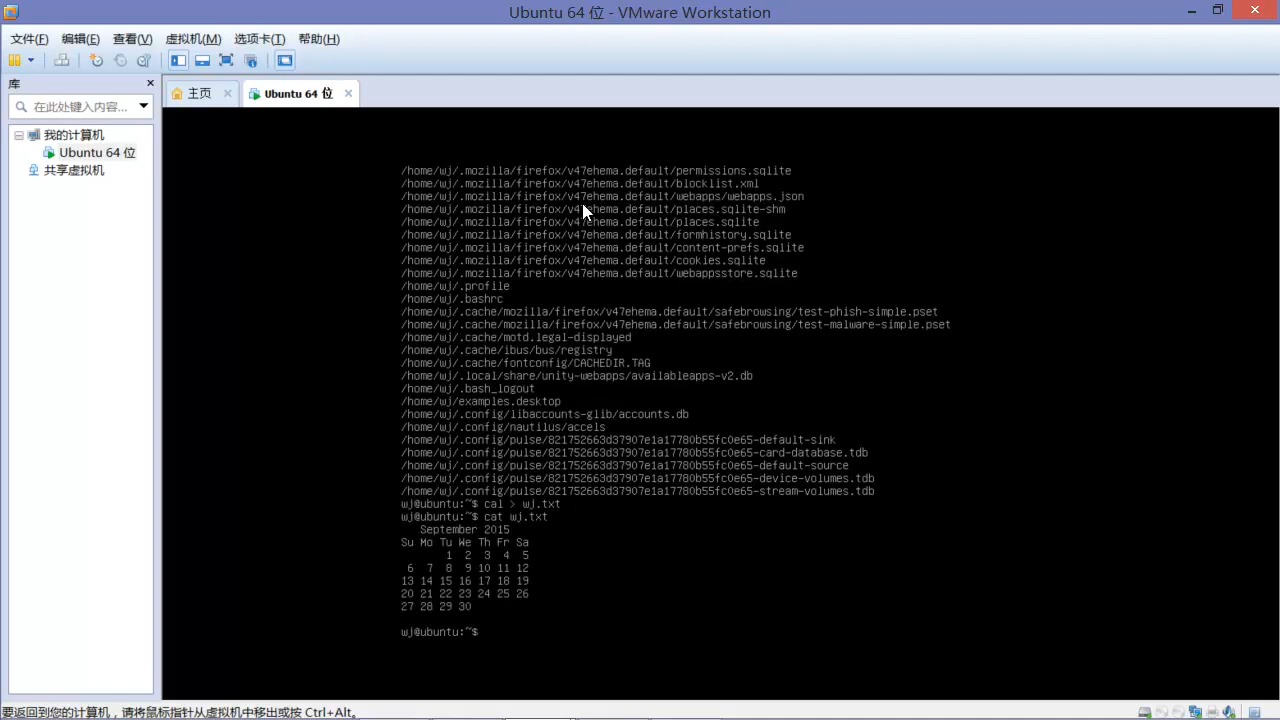 Ubuntu 64 位 - VMware Workstation
文件(F) 编辑(E) 查看(V) 虚拟机(M) 选项卡(T) 帮助(H)
库
主页
Ubuntu 64 位
在此处键入内容...
我的计算机
Ubuntu 64 位
共享虚拟机
/home/wj/.mozilla/firefox/v47ehema.default/permissions.sqlite
/home/wj/.mozilla/firefox/v47ehema.default/blocklist.xml
/home/wj/.mozilla/firefox/v47ehema.default/webapps/webapps.json
/home/wj/.mozilla/firefox/v47ehema.default/places.sqlite-shm
/home/wj/.mozilla/firefox/v47ehema.default/places.sqlite
/home/wj/.mozilla/firefox/v47ehema.default/formhistory.sqlite
/home/wj/.mozilla/firefox/v47ehema.default/content-prefs.sqlite
/home/wj/.mozilla/firefox/v47ehema.default/cookies.sqlite
/home/wj/.mozilla/firefox/v47ehema.default/webappsstore.sqlite
/home/wj/.profile
/home/wj/.bashrc
/home/wj/.cache/mozilla/firefox/v47ehema.default/safebrowsing/test-phish-simple.pset
/home/wj/.cache/mozilla/firefox/v47ehema.default/safebrowsing/test-malware-simple.pset
/home/wj/.cache/motd.legal-displayed
/home/wj/.cache/ibus/bus/registry
/home/wj/.cache/fontconfig/CACHEDIR.TAG
/home/wj/.local/share/unity-webapps/availableapps-v2.db
/home/wj/.bash_logout
/home/wj/examples.desktop
/home/wj/.config/libaccounts-glib/accounts.db
/home/wj/.config/nautilus/accels
/home/wj/.config/pulse/821752663d37907e1a17780b55fc0e65-default-sink
/home/wj/.config/pulse/821752663d37907e1a17780b55fc0e65-card-database.tdb
/home/wj/.config/pulse/821752663d37907e1a17780b55fc0e65-default-source
/home/wj/.config/pulse/821752663d37907e1a17780b55fc0e65-device-volumes.tdb
/home/wj/.config/pulse/821752663d37907e1a17780b55fc0e65-stream-volumes.tdb
wj@ubuntu:~$ cal > wj.txt
wj@ubuntu:~$ cat wj.txt
September 2015
Su Mo Tu We Th Fr Sa
1 2 3 4 5
6 7 8 9 10 11 12
13 14 15 16 17 18 19
20 21 22 23 24 25 26
27 28 29 30
wj@ubuntu:~$
要返回到您的计算机，请将鼠标指针从虚拟机中移出或按 Ctrl+Alt。